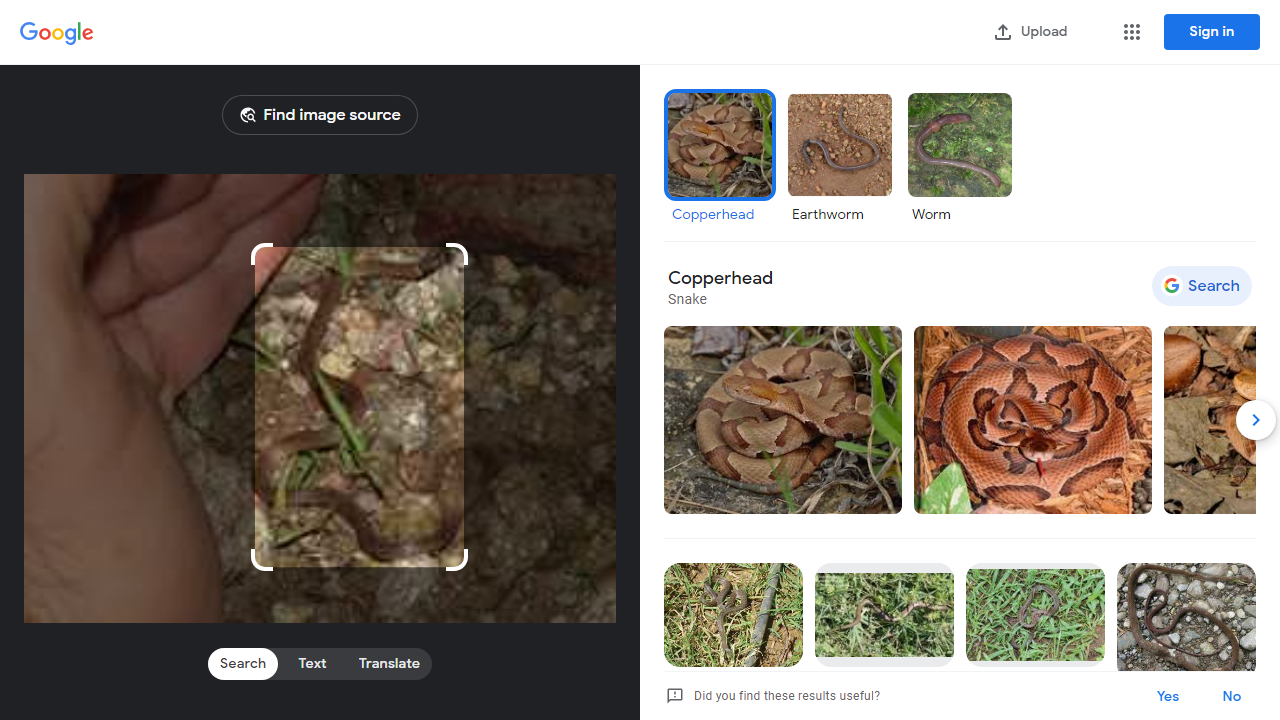 Google
Upload
Sign in
Find image source
Copperhead
Earthworm
Worm
Copperhead
Snake
Search
Search
Text
Translate
Did you find these results useful?
Yes
No